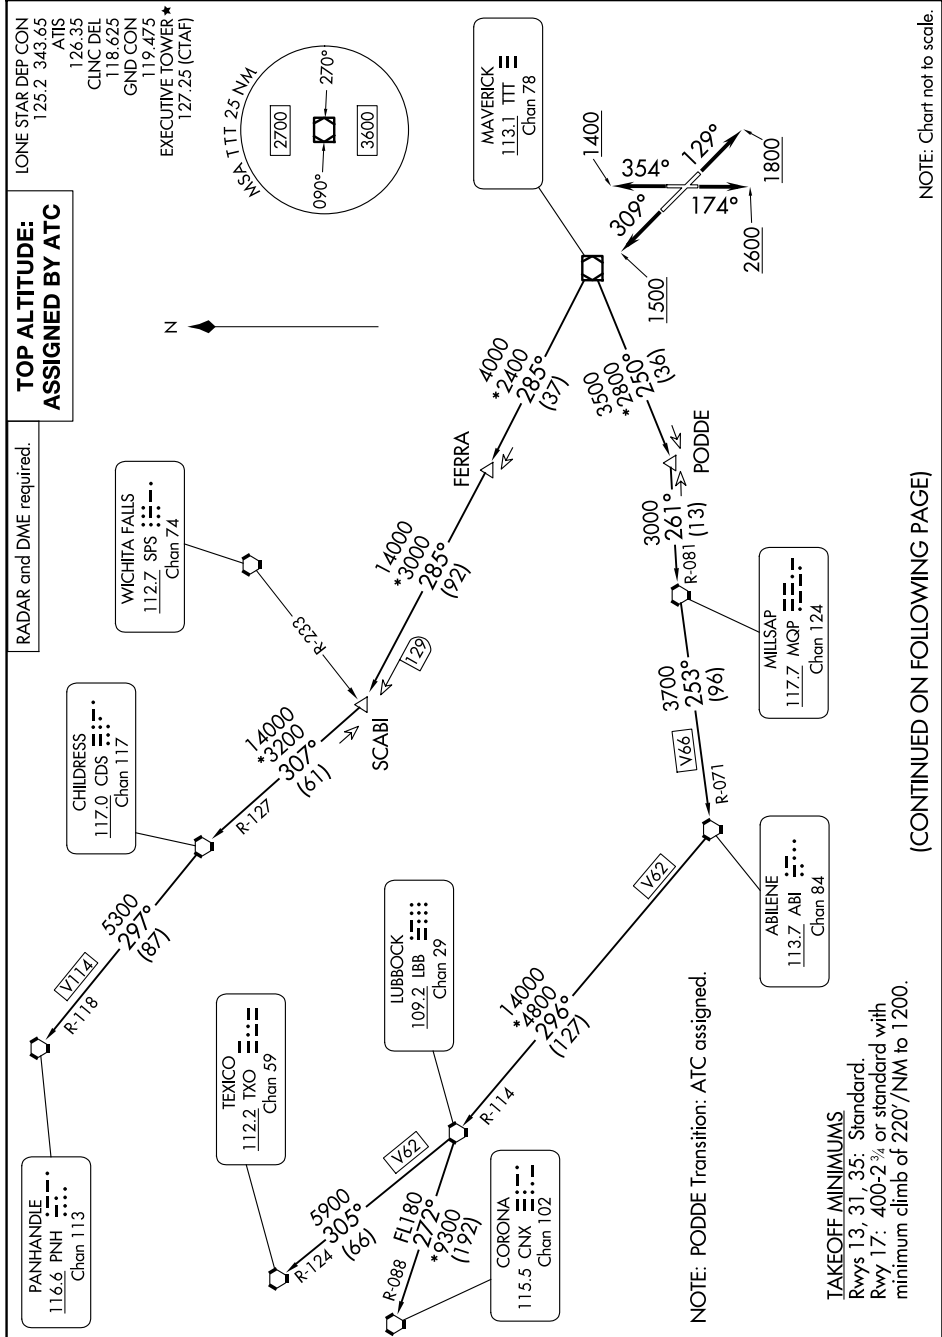 LONE STAR DEP CON
125.2 343.65
ATIS
126.35
CLNC DEL
118.625
GND CON
119.475
EXECUTIVE TOWER★
127.25 (CTAF)
TOP ALTITUDE:
ASSIGNED BY ATC
RADAR and DME required.
MSA TTT 25 NM
2700
090°
270°
3600
N
MAVERICK
113.1 TTT
Chan 78
1400
354°
129°
309°
174°
1800
1500
2600
4000
*2400
285°
(37)
FERRA
3500
*2800
250°
(36)
PODDE
WICHITA FALLS
112.7 SPS
Chan 74
R-233
14000
*3000
285°
(92)
129
SCABI
3000
261°
(13)
R-081
MILLSAP
117.7 MQP
Chan 124
CHILDRESS
117.0 CDS
Chan 117
14000
*3200
307°
(61)
R-127
3700
253°
(96)
V66
R-071
ABILENE
113.7 ABI
Chan 84
5300
297°
(87)
V114
R-118
PANHANDLE
116.6 PNH
Chan 113
LUBBOCK
109.2 LBB
Chan 29
V62
14000
*4800
296°
(127)
R-114
TEXICO
112.2 TXO
Chan 59
V62
5900
305°
(66)
R-124
FL180
272°
*9300
(192)
R-088
CORONA
115.5 CNX
Chan 102
NOTE: PODDE Transition: ATC assigned.
TAKEOFF MINIMUMS
Rwys 13, 31, 35: Standard.
Rwy 17: 400-2 ¾ or standard with
minimum climb of 220'/NM to 1200.
NOTE: Chart not to scale.
(CONTINUED ON FOLLOWING PAGE)